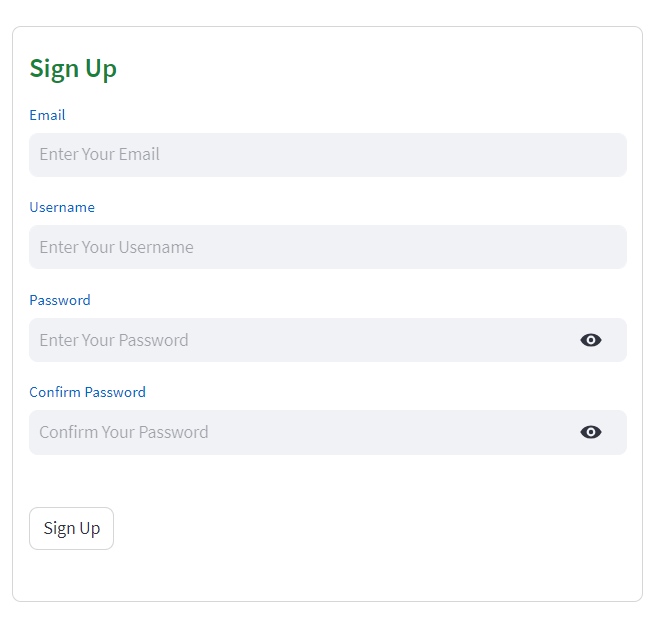 Sign Up
Email
Enter Your Email
Username
Enter Your Username
Password
Enter Your Password
Confirm Password
Confirm Your Password
Sign Up